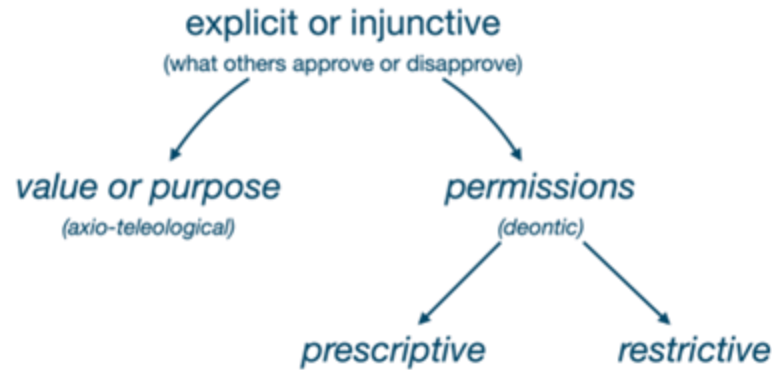 explicit or injunctive
(what others approve or disapprove)
value or purpose
permissions
(axio-teleological)
(deontic)
prescriptive
restrictive